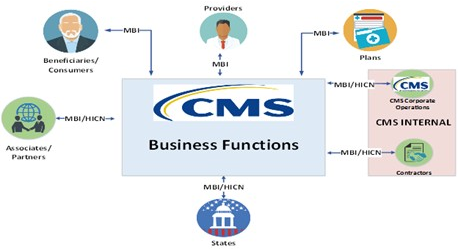 Providers
MBI
MBI
MBI
Beneficiaries/
Consumers
Plans
CMS
Business Functions
MBI/HICN
CMS
CMS Corporate
Operations
CMS INTERNAL
MBI/HICN
Associates/
Partners
MBI/HICN
Contractors
MBI/HICN
States